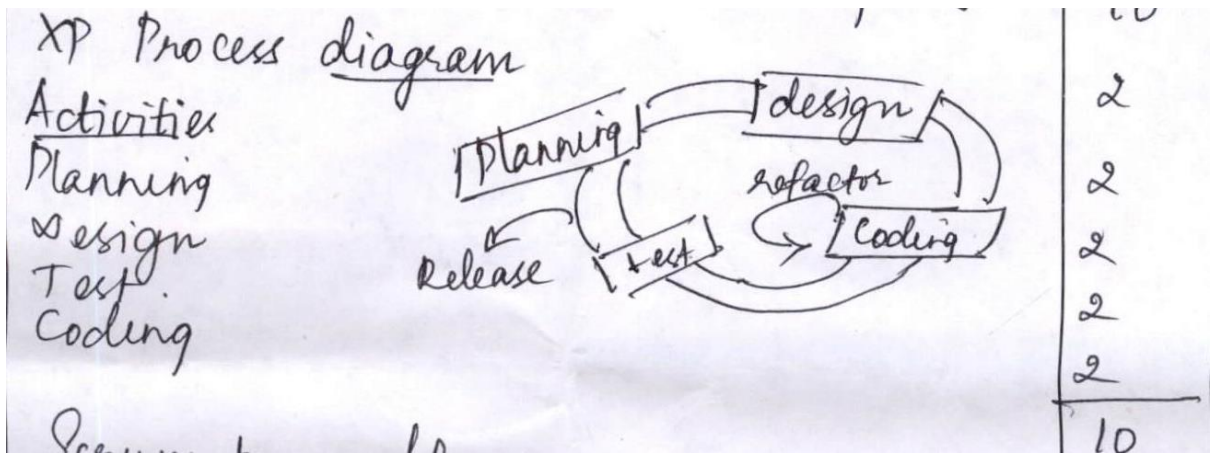 XP Process diagram
Activities
Planning
Design
Test
Coding
Planning
design
refactor
Coding
test
Release
2
2
2
2
2
10